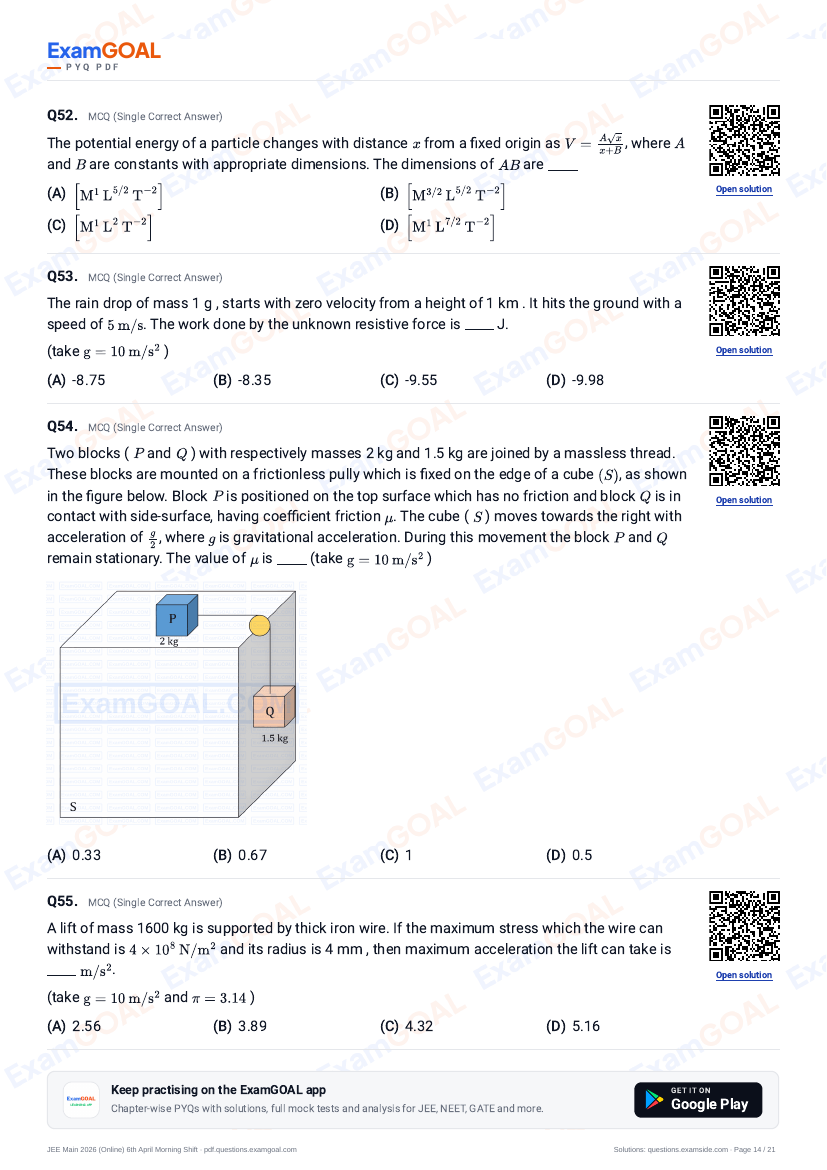 ExamGOAL
PYQ PDF
Q52. MCQ (Single Correct Answer)
The potential energy of a particle changes with distance x from a fixed origin as V = A√x / (x+B), where A
and B are constants with appropriate dimensions. The dimensions of AB are ____
(A) [M¹ L^{5/2} T⁻²] (B) [M^{3/2} L^{5/2} T⁻²]
(C) [M¹ L² T⁻²] (D) [M¹ L^{7/2} T⁻²]
Open solution
Q53. MCQ (Single Correct Answer)
The rain drop of mass 1 g , starts with zero velocity from a height of 1 km . It hits the ground with a
speed of 5 m/s. The work done by the unknown resistive force is ____ J.
(take g = 10 m/s² )
(A) -8.75 (B) -8.35 (C) -9.55 (D) -9.98
Open solution
Q54. MCQ (Single Correct Answer)
Two blocks ( P and Q ) with respectively masses 2 kg and 1.5 kg are joined by a massless thread.
These blocks are mounted on a frictionless pully which is fixed on the edge of a cube (S), as shown
in the figure below. Block P is positioned on the top surface which has no friction and block Q is in
contact with side-surface, having coefficient friction μ. The cube ( S ) moves towards the right with
acceleration of g/2, where g is gravitational acceleration. During this movement the block P and Q
remain stationary. The value of μ is ____ (take g = 10 m/s² )
Open solution
P
2 kg
ExamGOAL.COM
Q
1.5 kg
S
(A) 0.33 (B) 0.67 (C) 1 (D) 0.5
Q55. MCQ (Single Correct Answer)
A lift of mass 1600 kg is supported by thick iron wire. If the maximum stress which the wire can
withstand is 4 × 10⁸ N/m² and its radius is 4 mm , then maximum acceleration the lift can take is
____ m/s².
(take g = 10 m/s² and π = 3.14 )
(A) 2.56 (B) 3.89 (C) 4.32 (D) 5.16
Open solution
ExamGOAL
Keep practising on the ExamGOAL app
Chapter-wise PYQs with solutions, full mock tests and analysis for JEE, NEET, GATE and more.
GET IT ON
Google Play
JEE Main 2026 (Online) 6th April Morning Shift · pdf.questions.examgoal.com
Solutions: questions.examside.com · Page 14 / 21